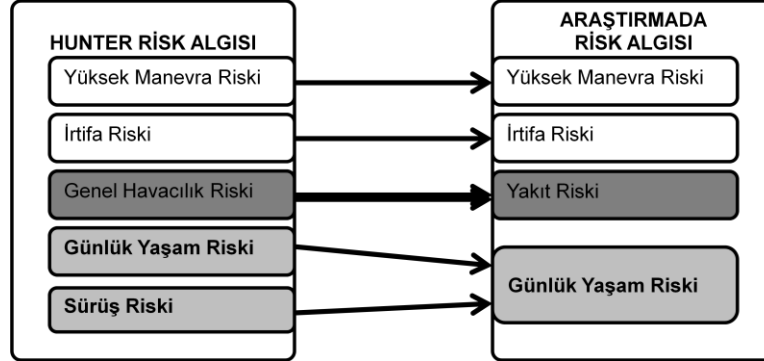 HUNTER RİSK ALGISI
Yüksek Manevra Riski
İrtifa Riski
Genel Havacılık Riski
Günlük Yaşam Riski
Sürüş Riski
ARAŞTIRMADA
RİSK ALGISI
Yüksek Manevra Riski
İrtifa Riski
Yakıt Riski
Günlük Yaşam Riski